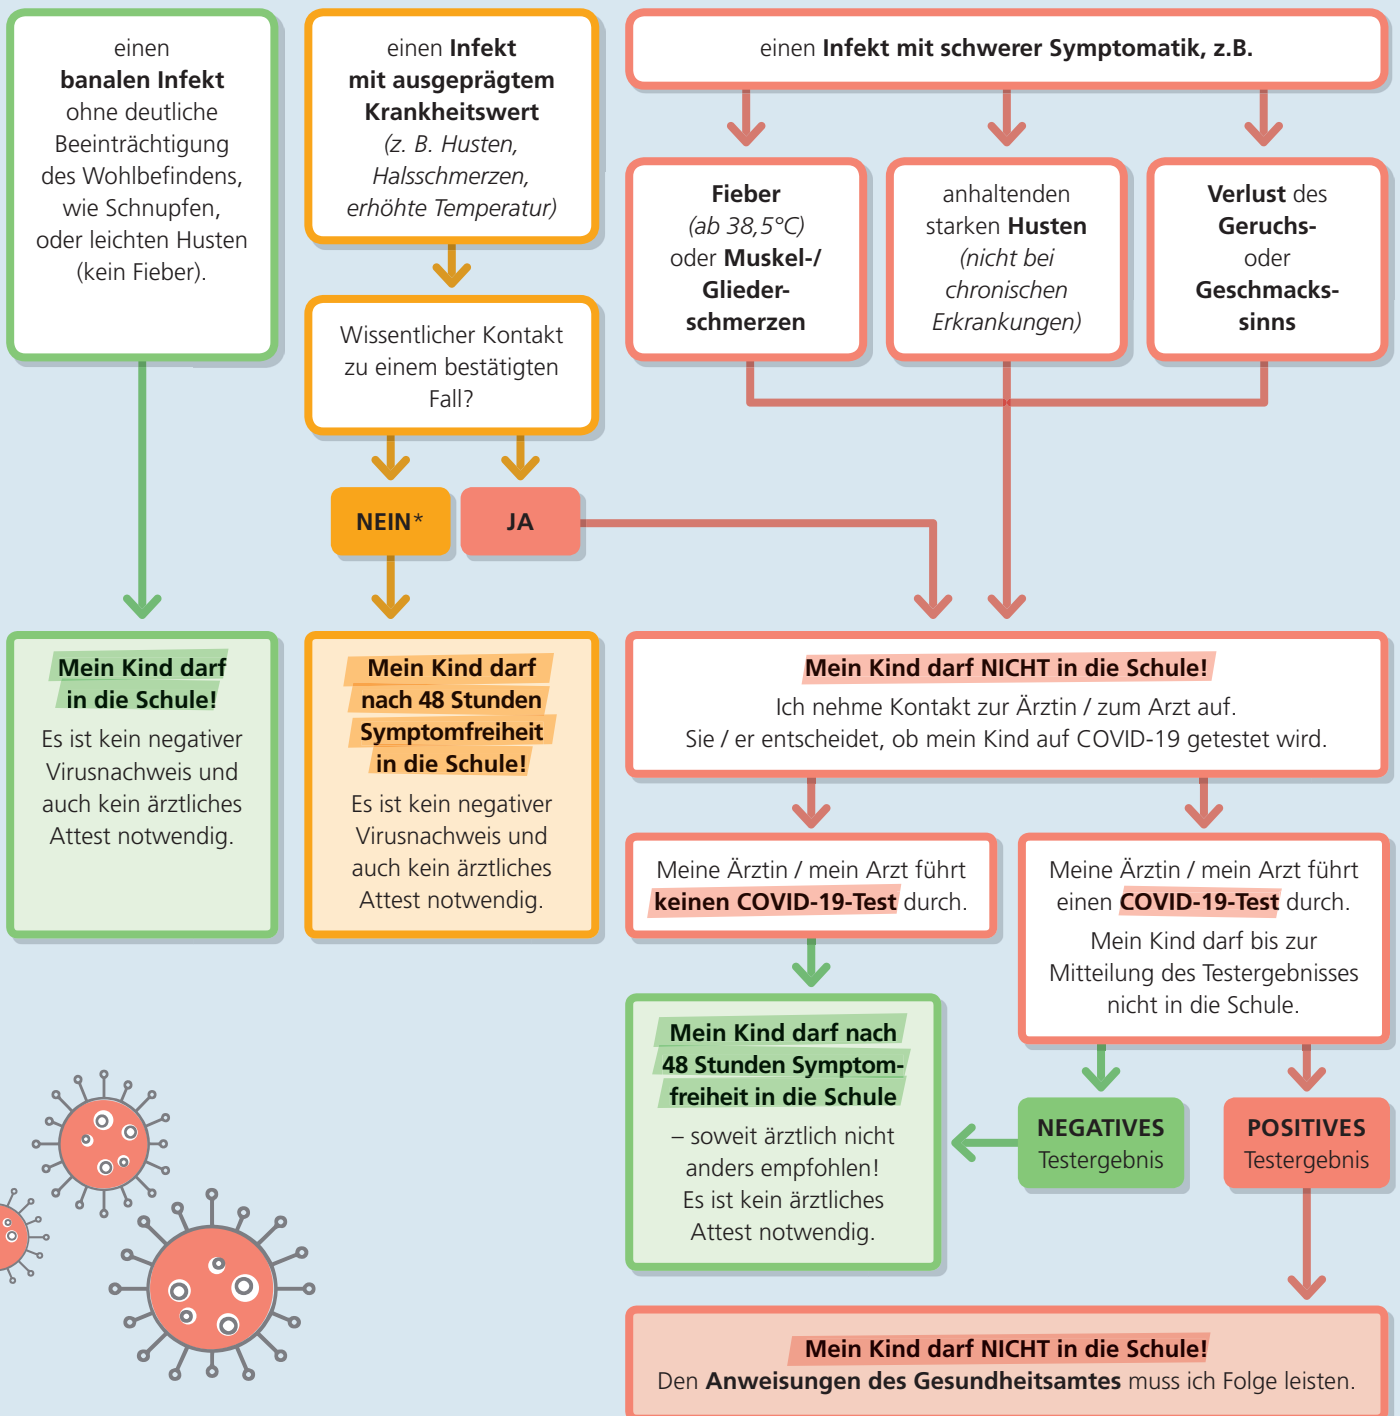 einen
banalen Infekt
ohne deutliche
Beeinträchtigung
des Wohlbefindens,
wie Schnupfen,
oder leichten Husten
(kein Fieber).
einen Infekt
mit ausgeprägtem
Krankheitswert
(z. B. Husten,
Halsschmerzen,
erhöhte Temperatur)
einen Infekt mit schwerer Symptomatik, z.B.
Fieber
(ab 38,5°C)
oder Muskel-/
Glieder-
schmerzen
anhaltenden
starken Husten
(nicht bei
chronischen
Erkrankungen)
Verlust des
Geruchs-
oder
Geschmacks-
sinns
Wissentlicher Kontakt
zu einem bestätigten
Fall?
NEIN*
JA
Mein Kind darf
in die Schule!
Es ist kein negativer
Virusnachweis und
auch kein ärztliches
Attest notwendig.
Mein Kind darf
nach 48 Stunden
Symptomfreiheit
in die Schule!
Es ist kein negativer
Virusnachweis und
auch kein ärztliches
Attest notwendig.
Mein Kind darf NICHT in die Schule!
Ich nehme Kontakt zur Ärztin / zum Arzt auf.
Sie / er entscheidet, ob mein Kind auf COVID-19 getestet wird.
Meine Ärztin / mein Arzt führt
keinen COVID-19-Test durch.
Meine Ärztin / mein Arzt führt
einen COVID-19-Test durch.
Mein Kind darf bis zur
Mitteilung des Testergebnisses
nicht in die Schule.
Mein Kind darf nach
48 Stunden Symptom-
freiheit in die Schule
– soweit ärztlich nicht
anders empfohlen!
Es ist kein ärztliches
Attest notwendig.
NEGATIVES
Testergebnis
POSITIVES
Testergebnis
Mein Kind darf NICHT in die Schule!
Den Anweisungen des Gesundheitsamtes muss ich Folge leisten.